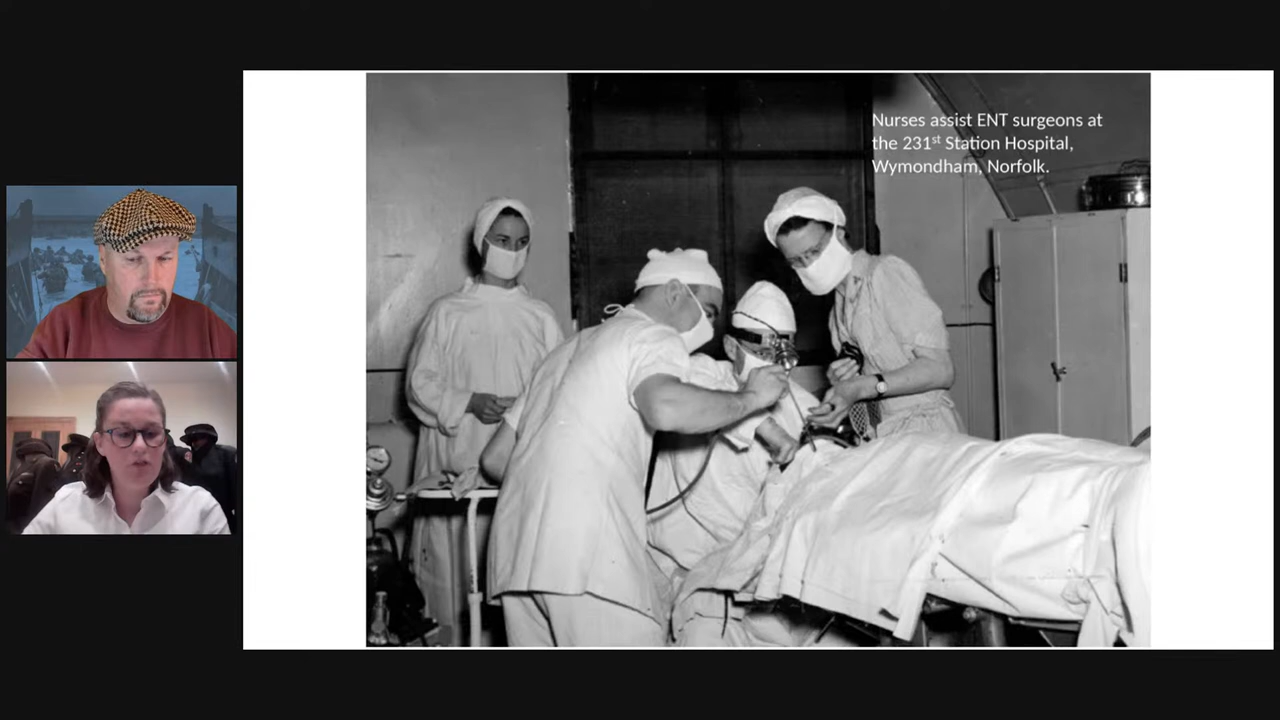 Nurses assist ENT surgeons at
the 231st Station Hospital,
Wymondham, Norfolk.